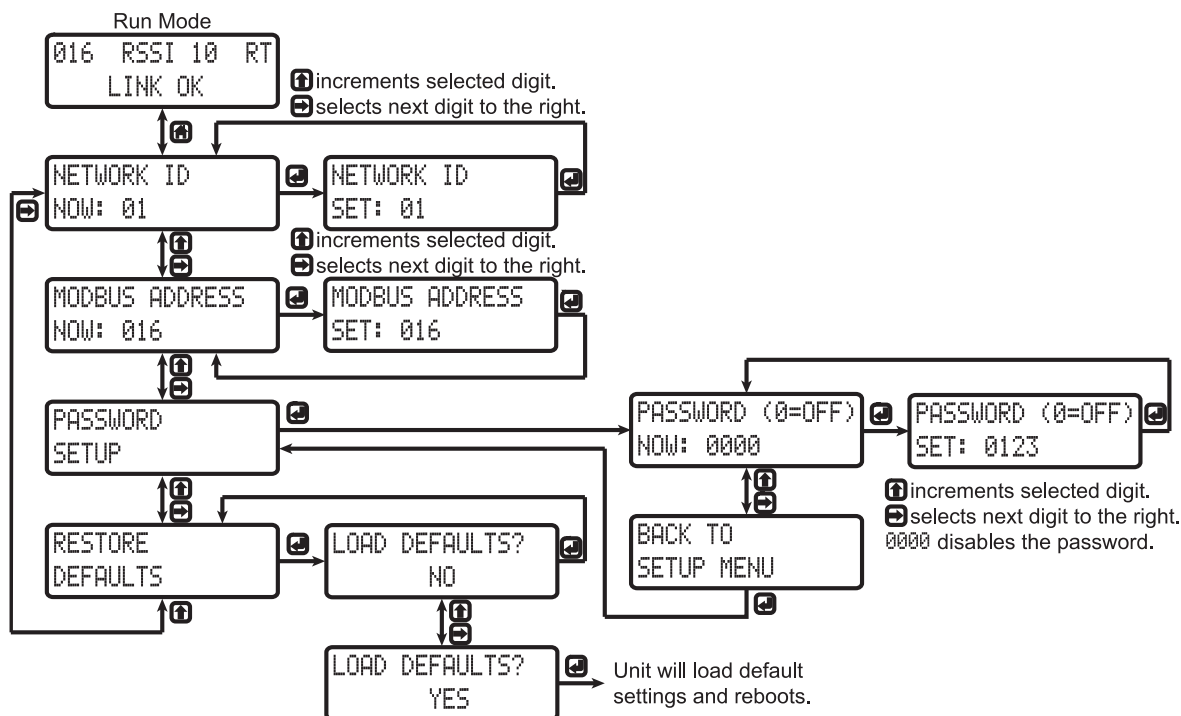 Run Mode
016 RSSI 10 RT
LINK OK
increments selected digit.
selects next digit to the right.
NETWORK ID
NOW: 01
NETWORK ID
SET: 01
increments selected digit.
selects next digit to the right.
MODBUS ADDRESS
NOW: 016
MODBUS ADDRESS
SET: 016
PASSWORD
SETUP
PASSWORD (0=OFF)
NOW: 0000
PASSWORD (0=OFF)
SET: 0123
increments selected digit.
selects next digit to the right.
0000 disables the password.
BACK TO
SETUP MENU
RESTORE
DEFAULTS
LOAD DEFAULTS?
NO
LOAD DEFAULTS?
YES
Unit will load default
settings and reboots.